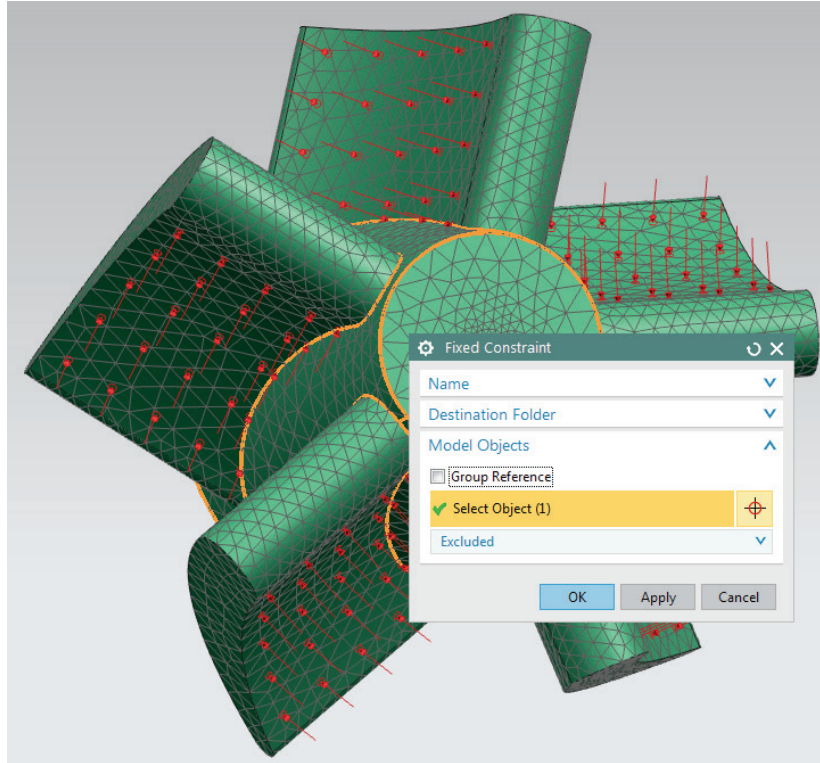 Fixed Constraint
Name
Destination Folder
Model Objects
Group Reference
Select Object (1)
Excluded
OK Apply Cancel